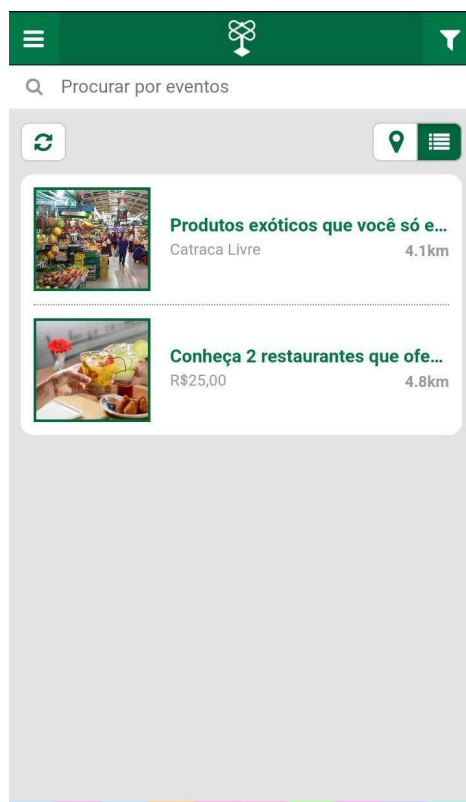 Procurar por eventos
Produtos exóticos que você só e...
Catraca Livre 4.1km
Conheça 2 restaurantes que ofe...
R$25,00 4.8km